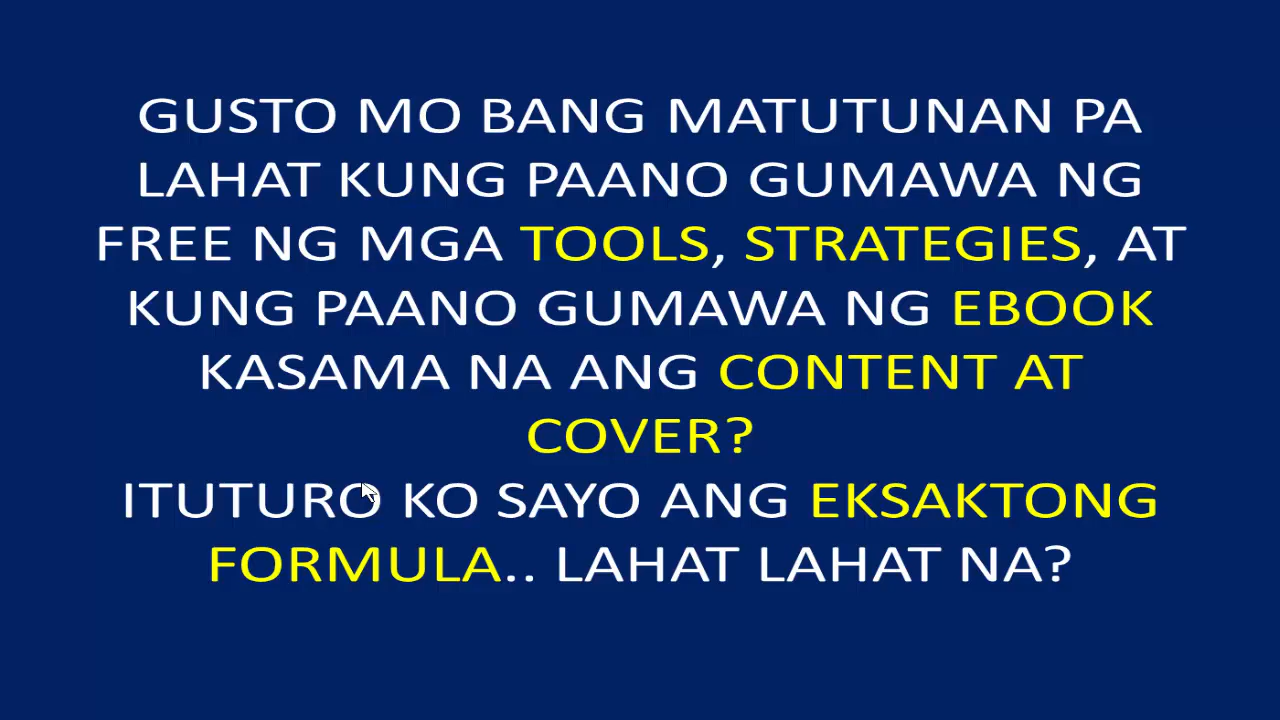 GUSTO MO BANG MATUTUNAN PA
LAHAT KUNG PAANO GUMAWA NG
FREE NG MGA TOOLS, STRATEGIES, AT
KUNG PAANO GUMAWA NG EBOOK
KASAMA NA ANG CONTENT AT
COVER?
ITUTURO KO SAYO ANG EKSAKTONG
FORMULA.. LAHAT LAHAT NA?